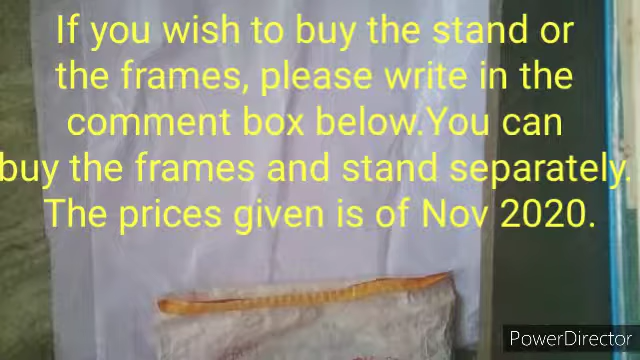 If you wish to buy the stand or
the frames, please write in the
comment box below.You can
buy the frames and stand separately.
The prices given is of Nov 2020.
PowerDirector